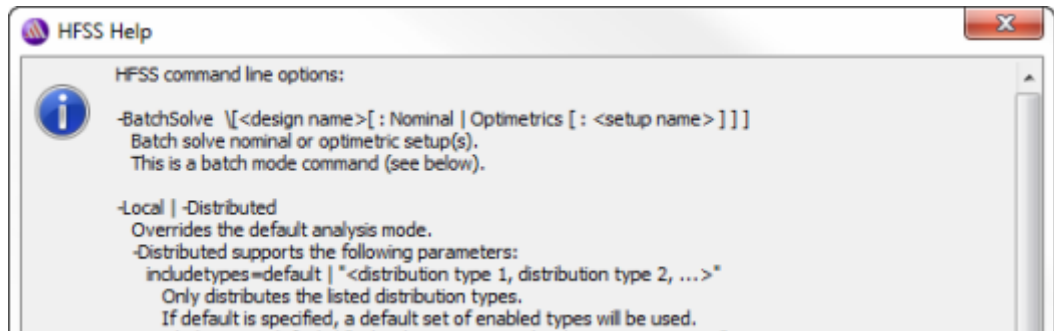 HFSS Help
HFSS command line options:
-BatchSolve \[<design name>[ : Nominal | Optimetrics [ : <setup name> ] ] ]
Batch solve nominal or optimetric setup(s).
This is a batch mode command (see below).
-Local | -Distributed
Overrides the default analysis mode.
-Distributed supports the following parameters:
includetypes=default | "<distribution type 1, distribution type 2, ...>"
Only distributes the listed distribution types.
If default is specified, a default set of enabled types will be used.